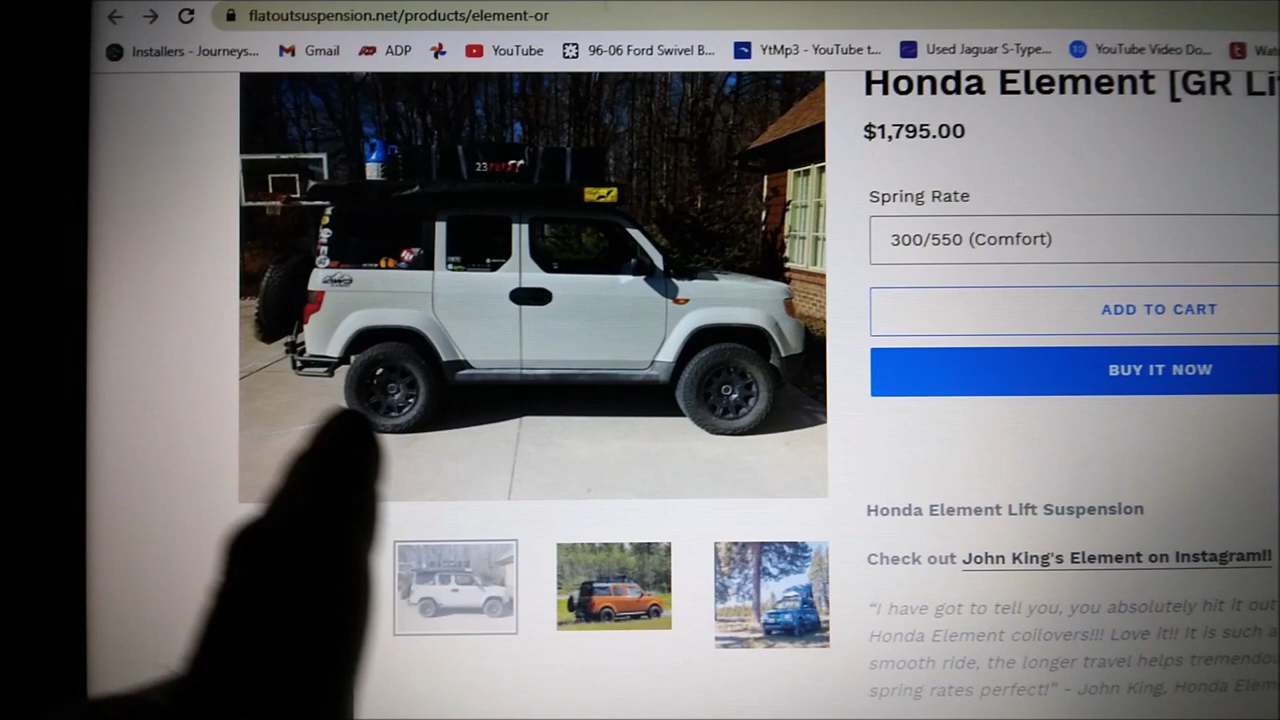 flatoutsuspension.net/products/element-or
Installers - Journeys... Gmail ADP YouTube 96-06 Ford Swivel B... YtMp3 - YouTube t... Used Jaguar S-Type... YouTube Video Do... Wat
Honda Element [GR Li
$1,795.00
23
Spring Rate
300/550 (Comfort)
ADD TO CART
BUY IT NOW
Honda Element Lift Suspension
Check out John King's Element on Instagram!!
“I have got to tell you, you absolutely hit it out
Honda Element coilovers!!! Love it!! It is such a
smooth ride, the longer travel helps tremendou
spring rates perfect!” - John King, Honda Elem